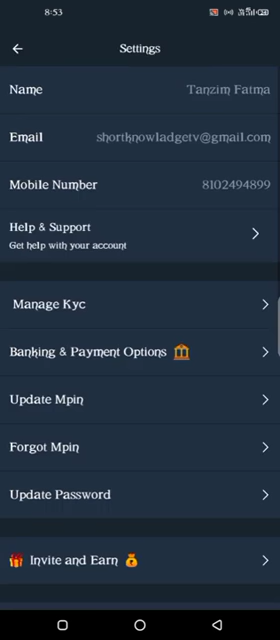 8:53
Settings
Name Tanzim Fatma
Email shortknowladgetv@gmail.com
Mobile Number 8102494899
Help & Support
Get help with your account
Manage Kyc
Banking & Payment Options
Update Mpin
Forgot Mpin
Update Password
Invite and Earn